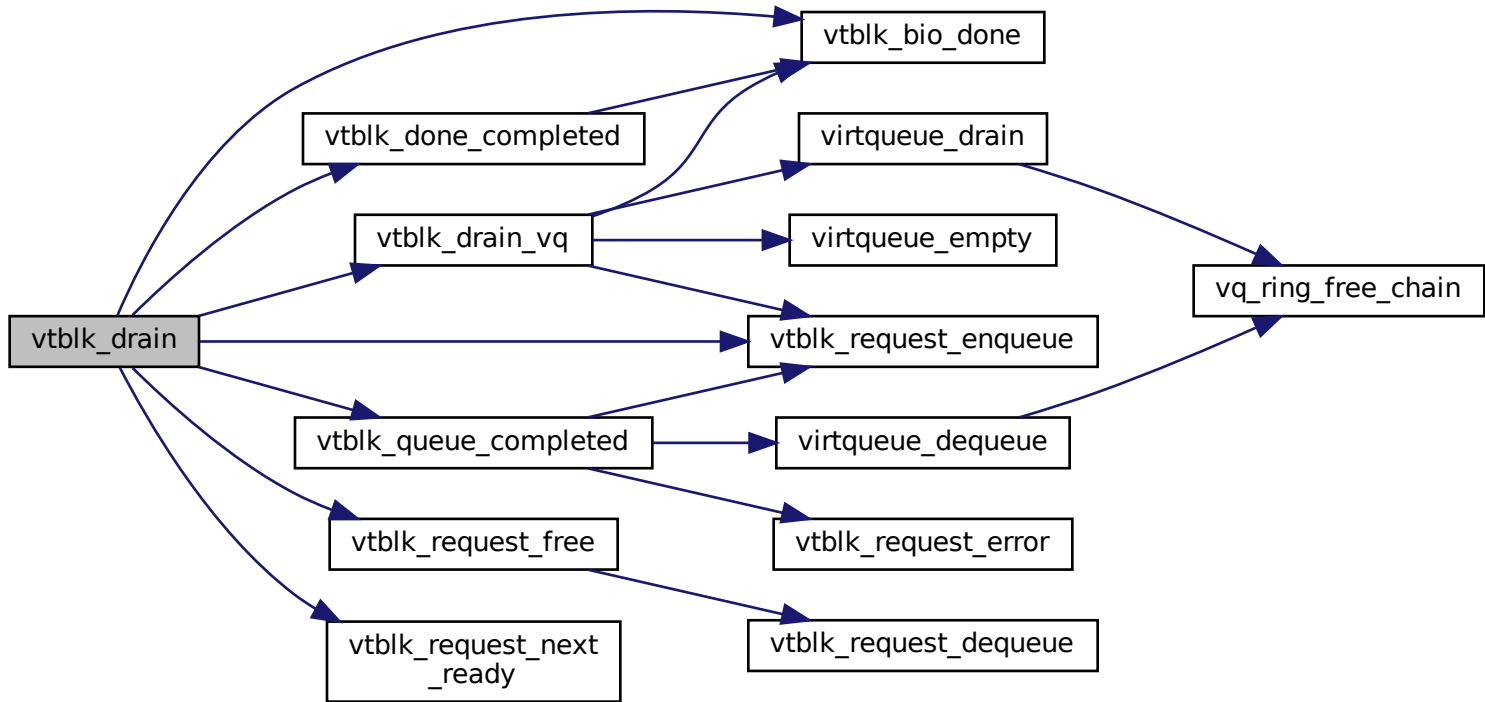 vtblk_bio_done
vtblk_done_completed
virtqueue_drain
vtblk_drain_vq
virtqueue_empty
vq_ring_free_chain
vtblk_drain
vtblk_request_enqueue
vtblk_queue_completed
virtqueue_dequeue
vtblk_request_free
vtblk_request_error
vtblk_request_next
_ready
vtblk_request_dequeue